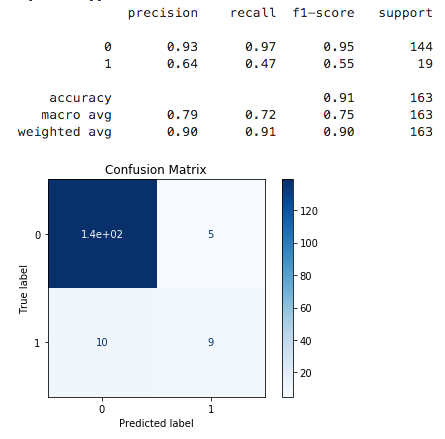 precision recall f1-score support
0 0.93 0.97 0.95 144
1 0.64 0.47 0.55 19
accuracy 0.91 163
macro avg 0.79 0.72 0.75 163
weighted avg 0.90 0.91 0.90 163
Confusion Matrix
120
0 1.4e+02 5
100
80
True label
60
1 10 9
40
20
0 1
Predicted label